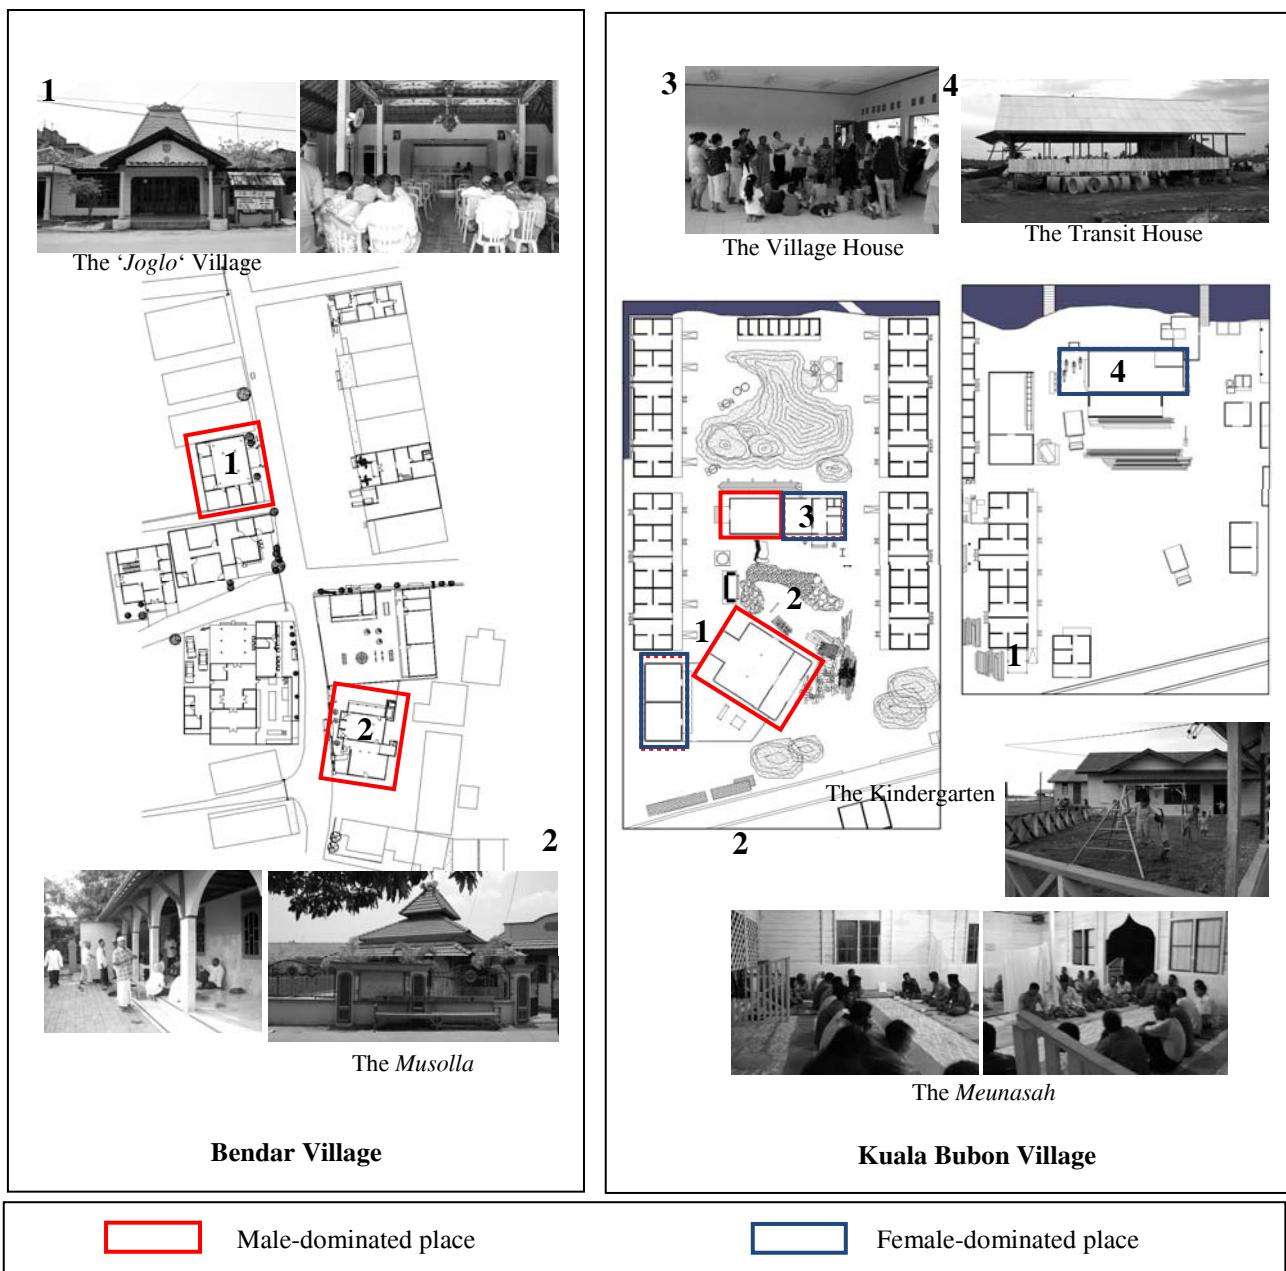 1
The ‘Joglo‘ Village
1
2
2
The Musolla
Bendar Village
3
4
The Village House
The Transit House
3
2
1
4
1
The Kindergarten
2
The Meunasah
Kuala Bubon Village
Male-dominated place
Female-dominated place